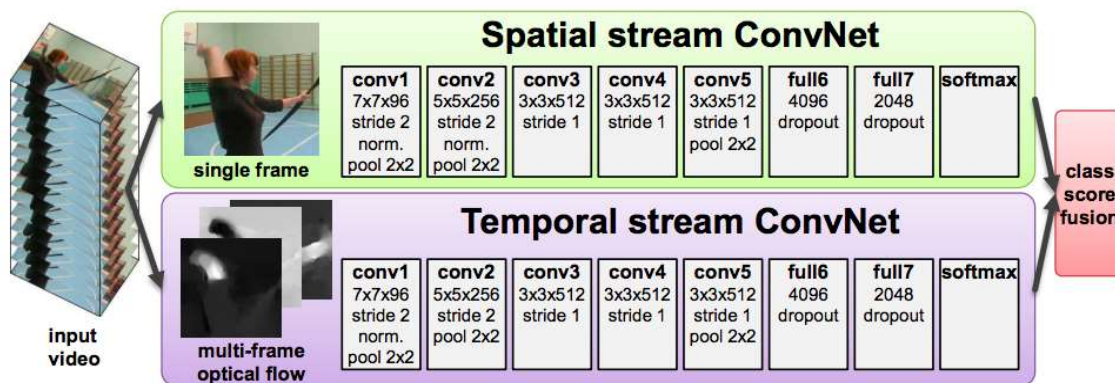 Spatial stream ConvNet
conv1
7x7x96
stride 2
norm.
pool 2x2
conv2
5x5x256
stride 2
norm.
pool 2x2
conv3
3x3x512
stride 1
conv4
3x3x512
stride 1
conv5
3x3x512
stride 1
pool 2x2
full6
4096
dropout
full7
2048
dropout
softmax
single frame
Temporal stream ConvNet
conv1
7x7x96
stride 2
norm.
pool 2x2
conv2
5x5x256
stride 2
pool 2x2
conv3
3x3x512
stride 1
conv4
3x3x512
stride 1
conv5
3x3x512
stride 1
pool 2x2
full6
4096
dropout
full7
2048
dropout
softmax
multi-frame
optical flow
input
video
class
score
fusion